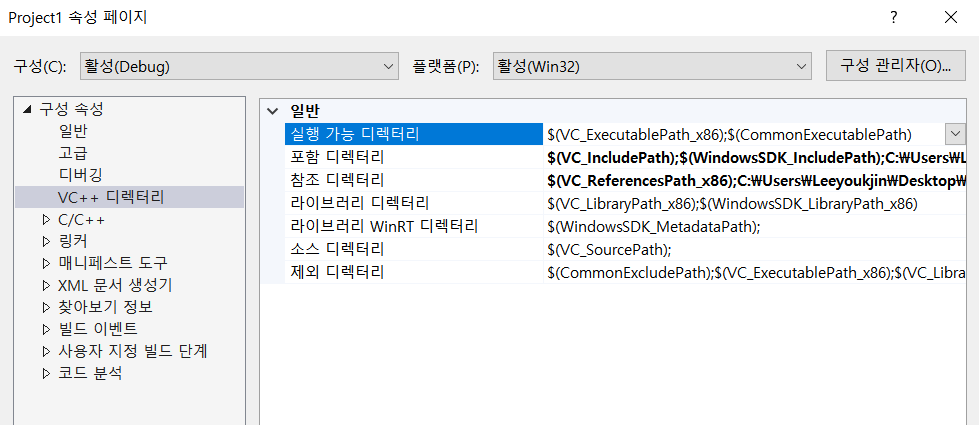 Project1 속성 페이지
?
구성(C):
활성(Debug)
플랫폼(P):
활성(Win32)
구성 관리자(O)...
구성 속성
일반
고급
디버깅
VC++ 디렉터리
C/C++
링커
매니페스트 도구
XML 문서 생성기
찾아보기 정보
빌드 이벤트
사용자 지정 빌드 단계
코드 분석
일반
실행 가능 디렉터리 $(VC_ExecutablePath_x86);$(CommonExecutablePath)
포함 디렉터리 $(VC_IncludePath);$(WindowsSDK_IncludePath);C:₩Users₩L
참조 디렉터리 $(VC_ReferencesPath_x86);C:₩Users₩Leeyoukjin₩Desktop₩
라이브러리 디렉터리 $(VC_LibraryPath_x86);$(WindowsSDK_LibraryPath_x86)
라이브러리 WinRT 디렉터리 $(WindowsSDK_MetadataPath);
소스 디렉터리 $(VC_SourcePath);
제외 디렉터리 $(CommonExcludePath);$(VC_ExecutablePath_x86);$(VC_Libra